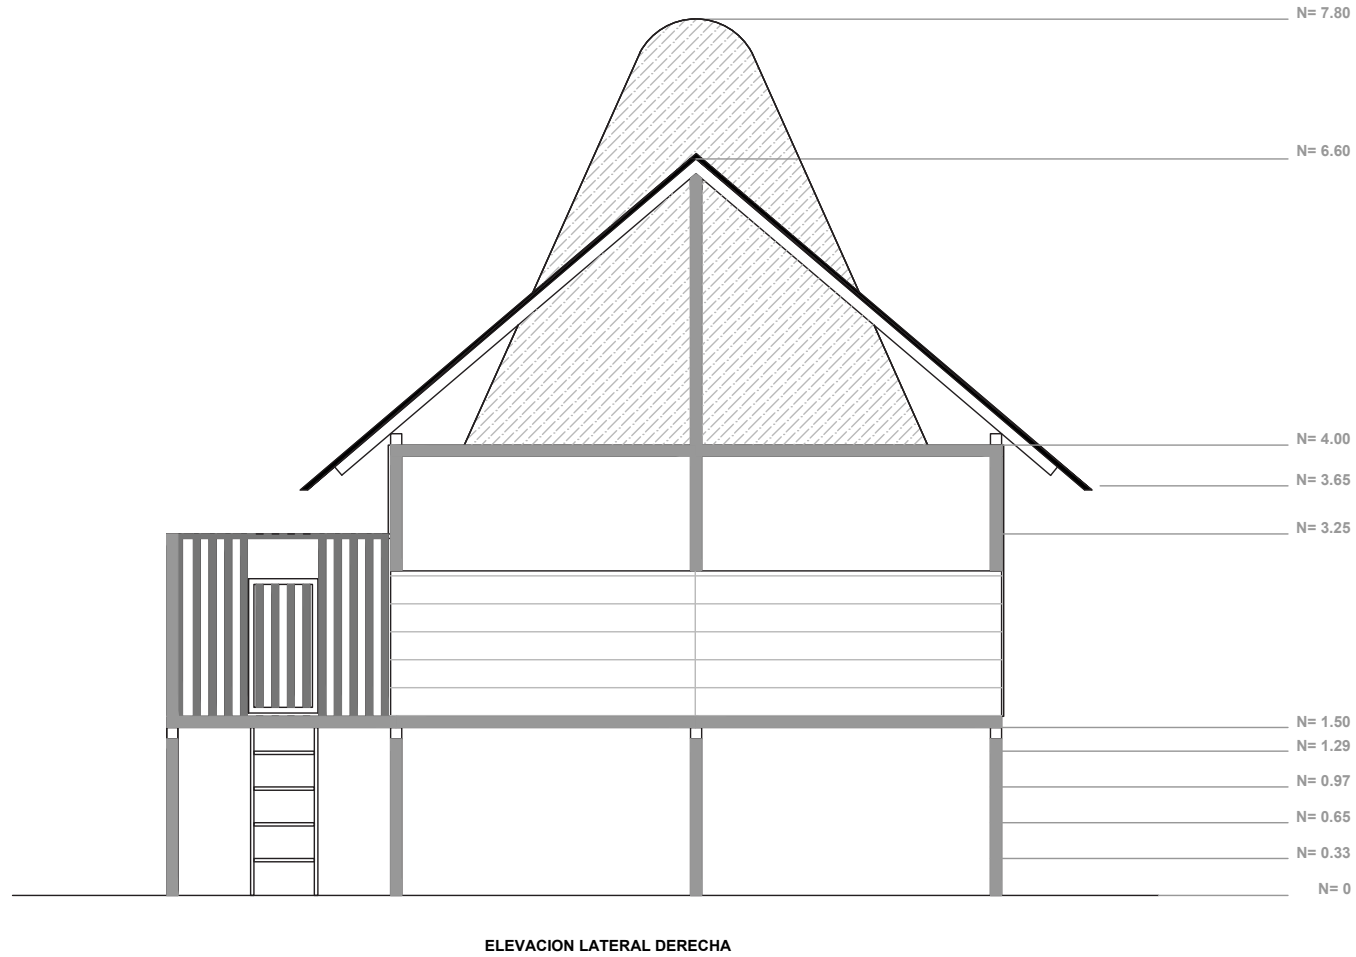 N= 7.80
N= 6.60
N= 4.00
N= 3.65
N= 3.25
N= 1.50
N= 1.29
N= 0.97
N= 0.65
N= 0.33
N= 0
ELEVACION LATERAL DERECHA